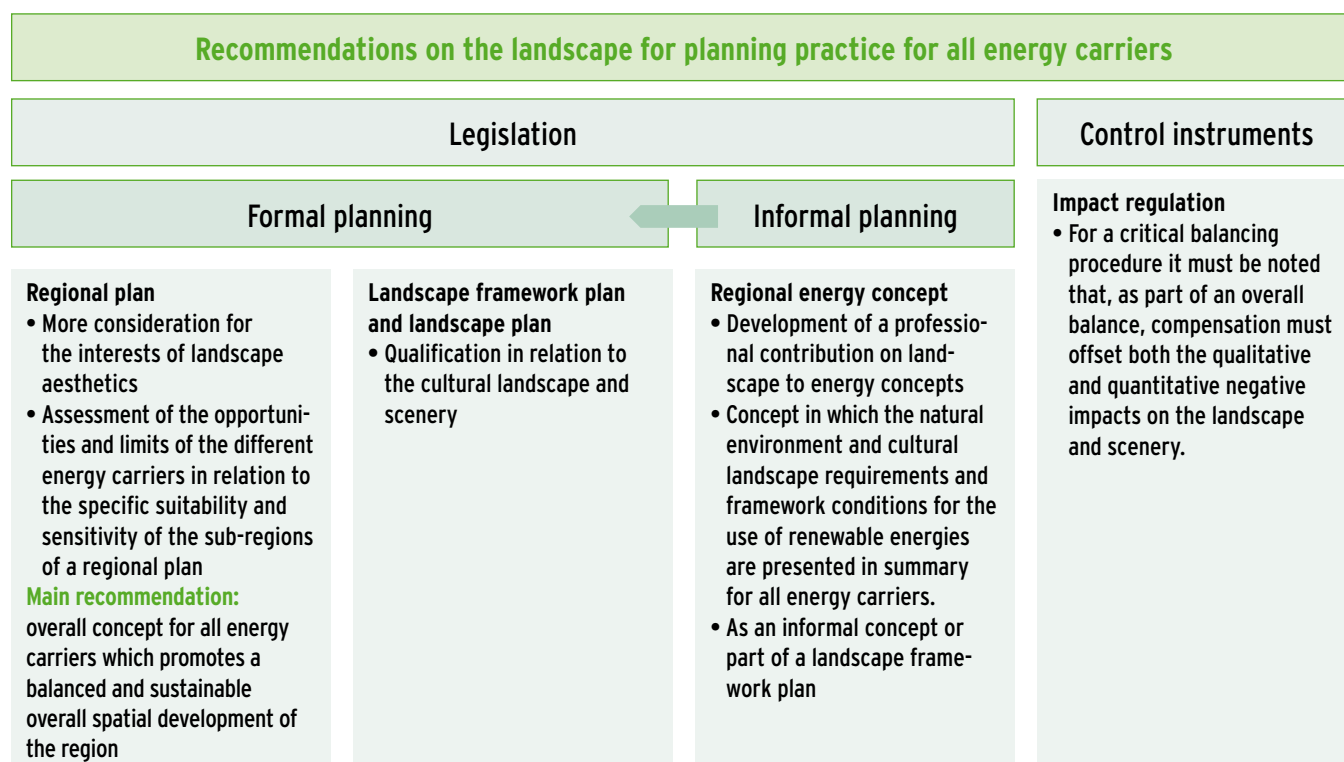 Recommendations on the landscape for planning practice for all energy carriers
Legislation
Control instruments
Formal planning
Informal planning
Regional plan
• More consideration for
the interests of landscape
aesthetics
• Assessment of the opportuni-
ties and limits of the different
energy carriers in relation to
the specific suitability and
sensitivity of the sub-regions
of a regional plan
Main recommendation:
overall concept for all energy
carriers which promotes a
balanced and sustainable
overall spatial development of
the region
Landscape framework plan
and landscape plan
• Qualification in relation to
the cultural landscape and
scenery
Regional energy concept
• Development of a professio-
nal contribution on land-
scape to energy concepts
• Concept in which the natural
environment and cultural
landscape requirements and
framework conditions for the
use of renewable energies
are presented in summary
for all energy carriers.
• As an informal concept or
part of a landscape frame-
work plan
Impact regulation
• For a critical balancing
procedure it must be noted
that, as part of an overall
balance, compensation must
offset both the qualitative
and quantitative negative
impacts on the landscape
and scenery.